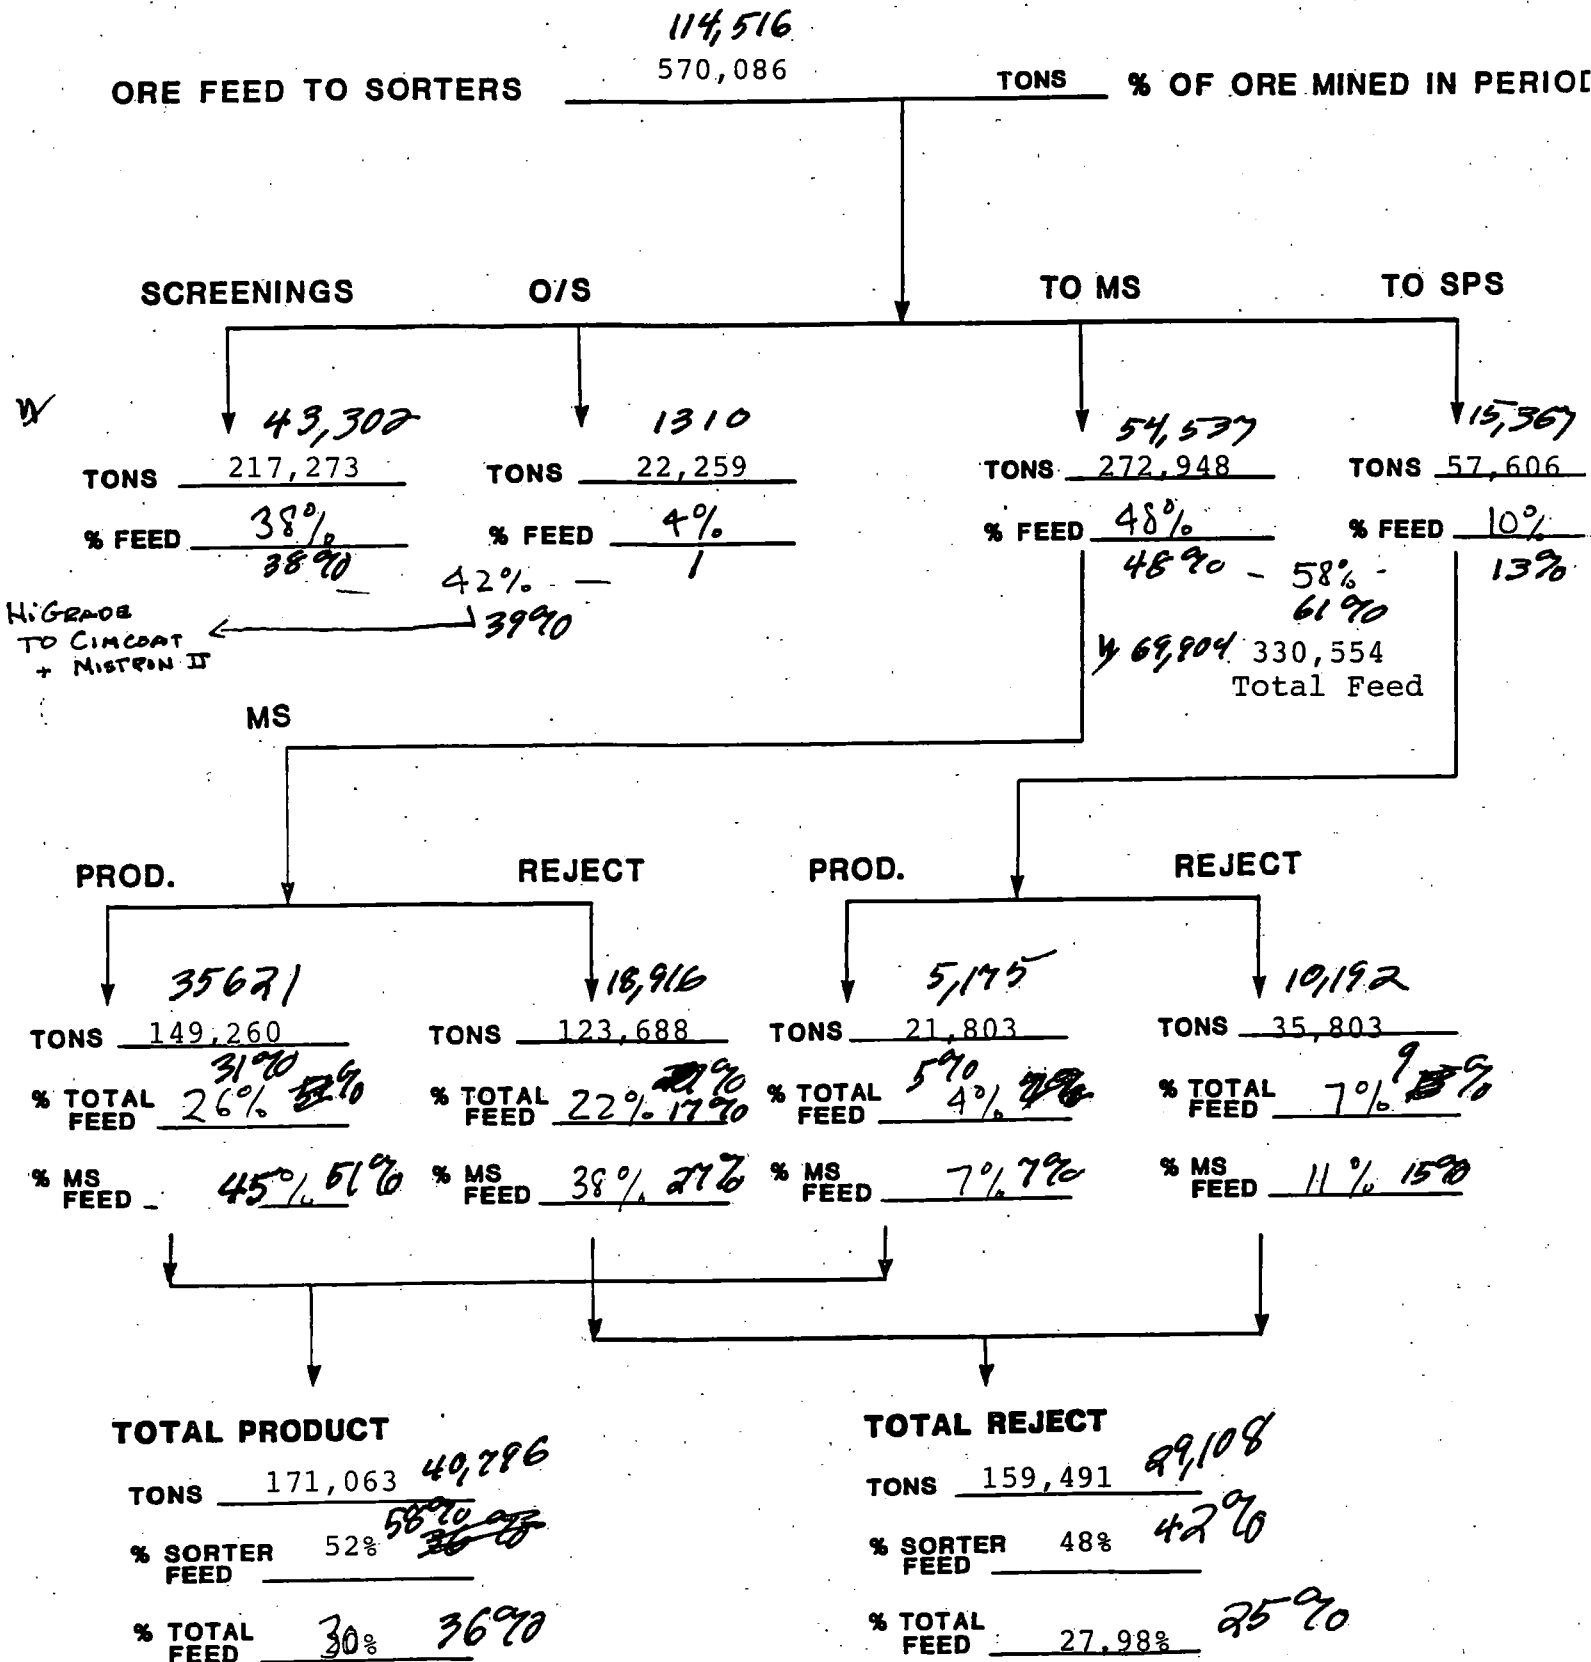 114,516
570,086
ORE FEED TO SORTERS TONS % OF ORE MINED IN PERIOD
SCREENINGS O/S TO MS TO SPS
43,302 1310 54,537 15,367
TONS 217,273 TONS 22,259 TONS 272,948 TONS 57,606
% FEED 38% % FEED 4% % FEED 48% % FEED 10%
38% 1 48% 13%
— 42% — - 58% -
39% 61%
HiGRADE
TO CIMCOAT
+ MISTRON II
69,904 330,554
Total Feed
MS
PROD. REJECT PROD. REJECT
35621 18,916 5,175 10,192
TONS 149,260 TONS 123,688 TONS 21,803 TONS 35,803
31% 5% 9
% TOTAL FEED 26% % TOTAL FEED 22% 17% % TOTAL FEED 4% % TOTAL FEED 7% %
% MS FEED 45% 51% % MS FEED 38% 27% % MS FEED 7% 7% % MS FEED 11% 15%
TOTAL PRODUCT TOTAL REJECT
TONS 171,063 40,796 TONS 159,491 29,108
58%
% SORTER FEED 52% 36% % SORTER FEED 48% 42%
% TOTAL FEED 30% 36% % TOTAL FEED 27.98% 25%